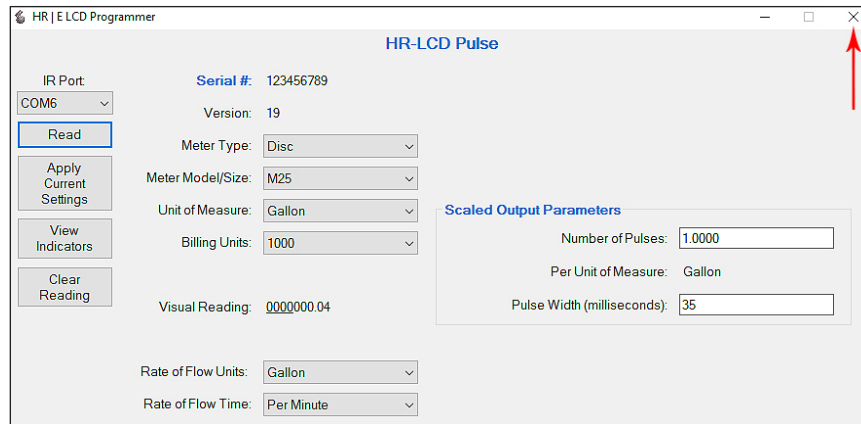 HR | E LCD Programmer
HR-LCD Pulse
IR Port:
COM6
Read
Apply
Current
Settings
View
Indicators
Clear
Reading
Serial #: 123456789
Version: 19
Meter Type: Disc
Meter Model/Size: M25
Unit of Measure: Gallon
Billing Units: 1000
Visual Reading: 0000000.04
Rate of Flow Units: Gallon
Rate of Flow Time: Per Minute
Scaled Output Parameters
Number of Pulses: 1.0000
Per Unit of Measure: Gallon
Pulse Width (milliseconds): 35